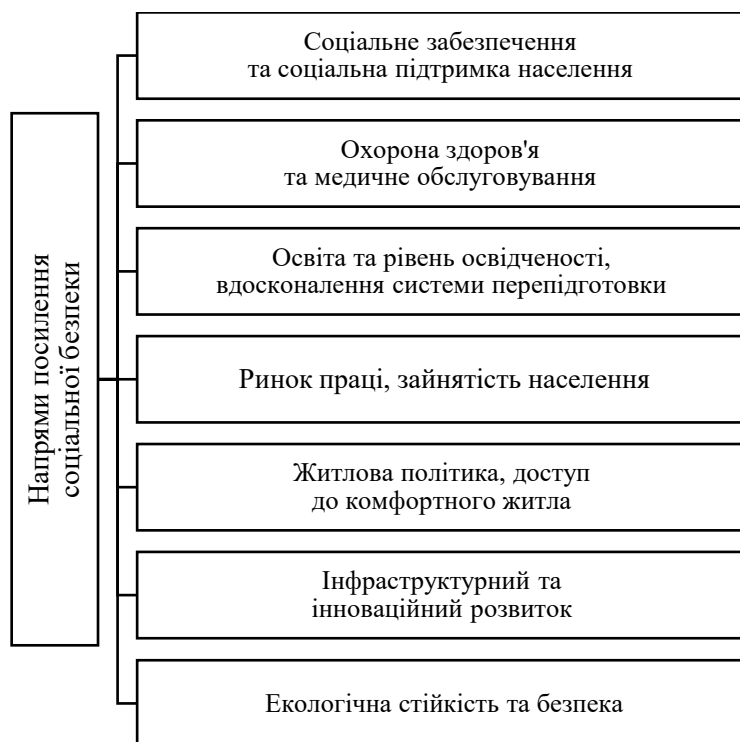 Напрями посилення
соціальної безпеки
Соціальне забезпечення
та соціальна підтримка населення
Охорона здоров'я
та медичне обслуговування
Освіта та рівень освідченості,
вдосконалення системи перепідготовки
Ринок праці, зайнятість населення
Житлова політика, доступ
до комфортного житла
Інфраструктурний та
інноваційний розвиток
Екологічна стійкість та безпека